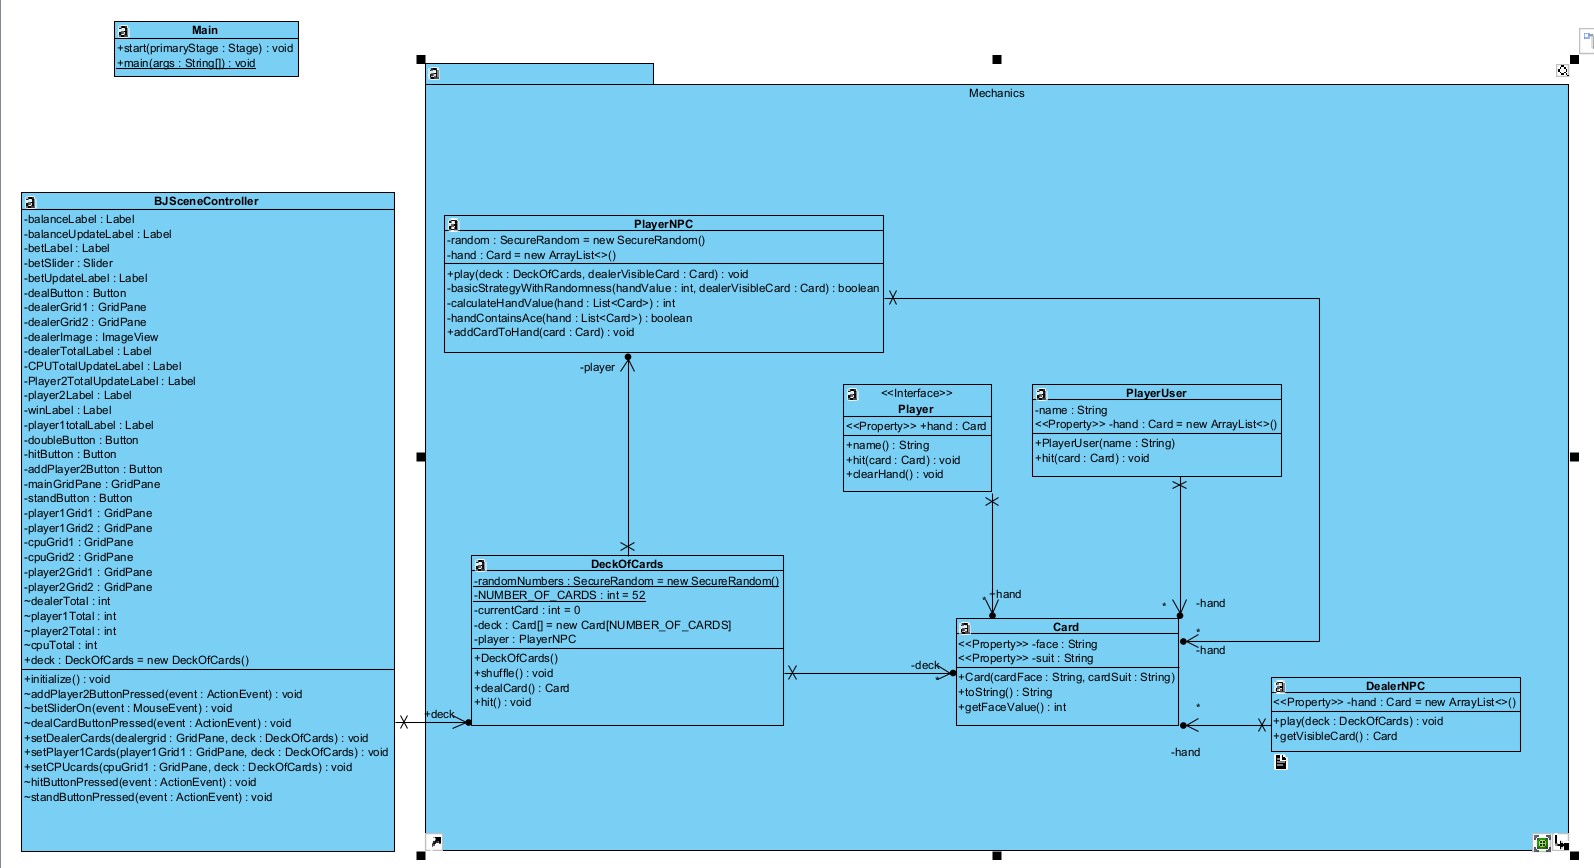 Main
+start(primaryStage : Stage) : void
+main(args : String[]) : void
Mechanics
BJSceneController
-balanceLabel : Label
-balanceUpdateLabel : Label
-betLabel : Label
-betSlider : Slider
-betUpdateLabel : Label
-dealButton : Button
-dealerGrid1 : GridPane
-dealerGrid2 : GridPane
-dealerImage : ImageView
-dealerTotalLabel : Label
-CPUTotalUpdateLabel : Label
-Player2TotalUpdateLabel : Label
-player2Label : Label
-winLabel : Label
-player1totalLabel : Label
-doubleButton : Button
-hitButton : Button
-addPlayer2Button : Button
-mainGridPane : GridPane
-standButton : Button
-player1Grid1 : GridPane
-player1Grid2 : GridPane
-cpuGrid1 : GridPane
-cpuGrid2 : GridPane
-player2Grid1 : GridPane
-player2Grid2 : GridPane
~dealerTotal : int
~player1Total : int
~player2Total : int
~cpuTotal : int
+deck : DeckOfCards = new DeckOfCards()
+initialize() : void
~addPlayer2ButtonPressed(event : ActionEvent) : void
~betSliderOn(event : MouseEvent) : void
~dealCardButtonPressed(event : ActionEvent) : void
+setDealerCards(dealergrid : GridPane, deck : DeckOfCards) : void
+setPlayer1Cards(player1Grid1 : GridPane, deck : DeckOfCards) : void
+setCPUcards(cpuGrid1 : GridPane, deck : DeckOfCards) : void
~hitButtonPressed(event : ActionEvent) : void
~standButtonPressed(event : ActionEvent) : void
PlayerNPC
-random : SecureRandom = new SecureRandom()
-hand : Card = new ArrayList<>()
+play(deck : DeckOfCards, dealerVisibleCard : Card) : void
-basicStrategyWithRandomness(handValue : int, dealerVisibleCard : Card) : boolean
-calculateHandValue(hand : List<Card>) : int
-handContainsAce(hand : List<Card>) : boolean
+addCardToHand(card : Card) : void
-player
<<Interface>>
Player
<<Property>> +hand : Card
+name() : String
+hit(card : Card) : void
+clearHand() : void
PlayerUser
-name : String
<<Property>> -hand : Card = new ArrayList<>()
+PlayerUser(name : String)
+hit(card : Card) : void
DeckOfCards
-randomNumbers : SecureRandom = new SecureRandom()
-NUMBER_OF_CARDS : int = 52
-currentCard : int = 0
-deck : Card[] = new Card[NUMBER_OF_CARDS]
-player : PlayerNPC
+DeckOfCards()
+shuffle() : void
+dealCard() : Card
+hit() : void
+deck
-deck
*
* +hand
* -hand
*
-hand
Card
<<Property>> -face : String
<<Property>> -suit : String
+Card(cardFace : String, cardSuit : String)
+toString() : String
+getFaceValue() : int
DealerNPC
<<Property>> -hand : Card = new ArrayList<>()
+play(deck : DeckOfCards) : void
+getVisibleCard() : Card
*
-hand